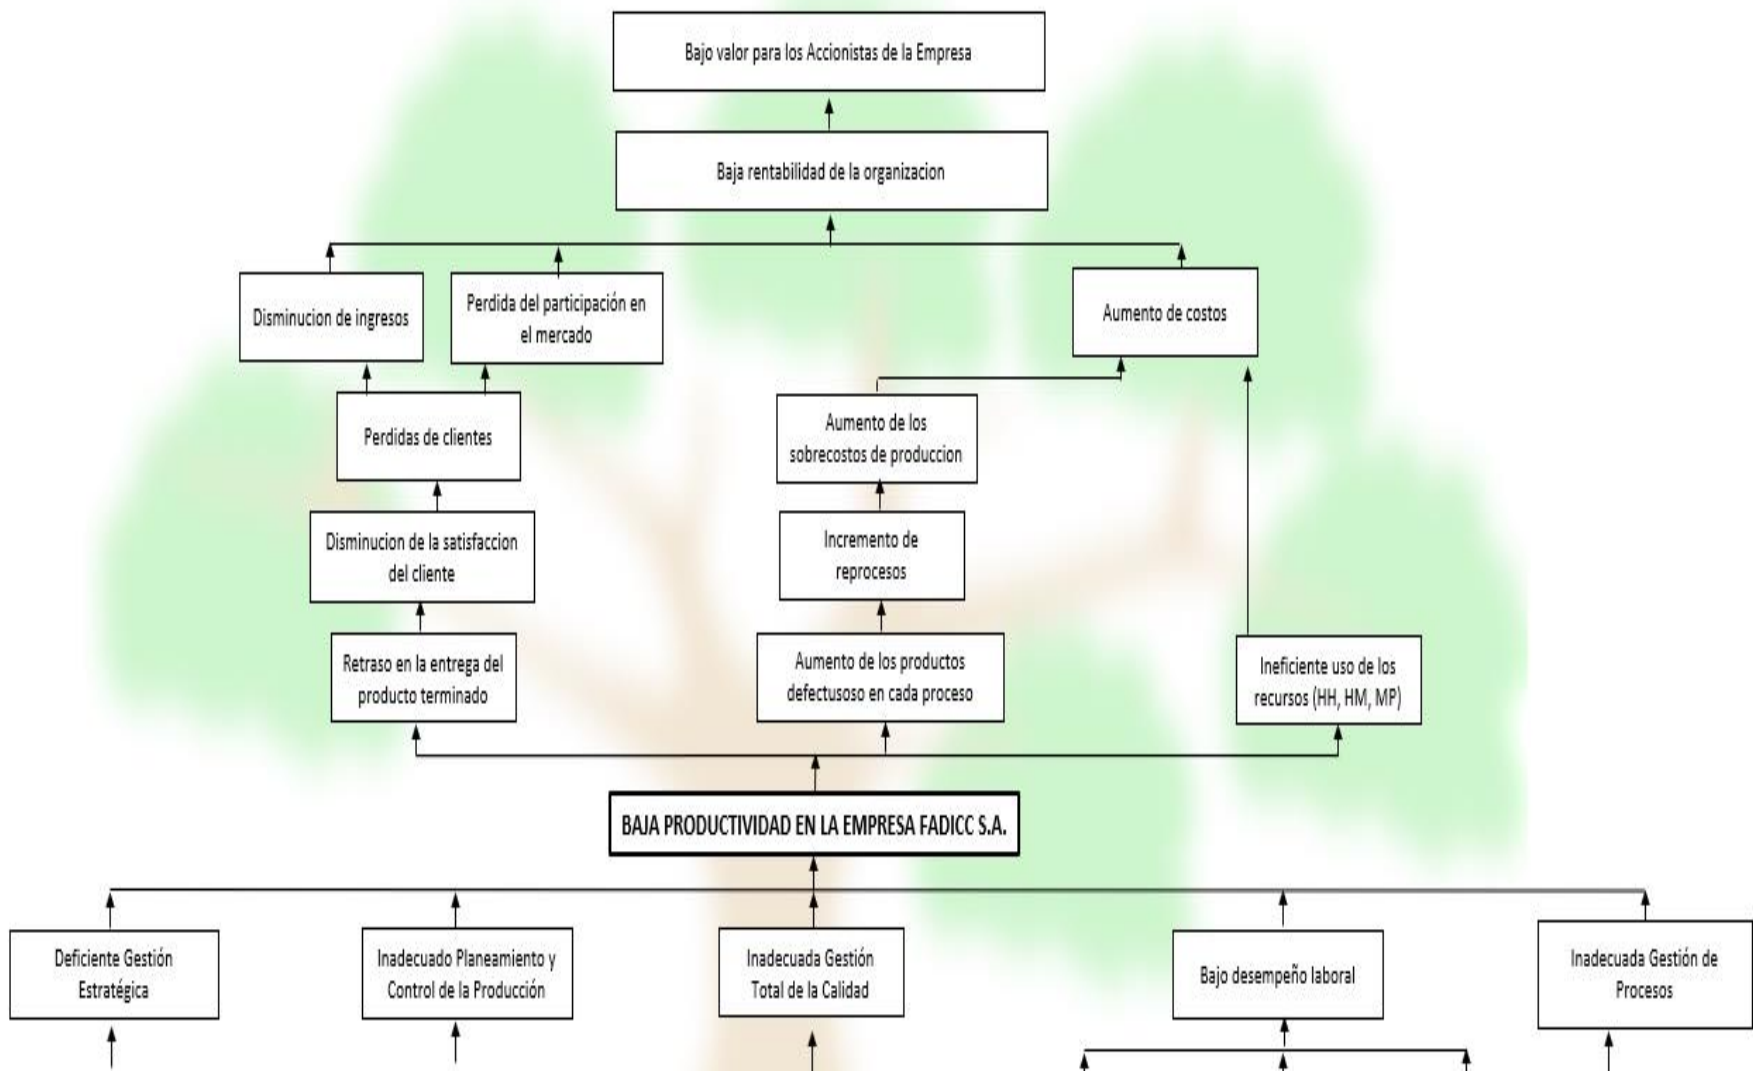 Bajo valor para los Accionistas de la Empresa
Baja rentabilidad de la organizacion
Disminucion de ingresos
Perdida del participación en
el mercado
Aumento de costos
Perdidas de clientes
Aumento de los
sobrecostos de produccion
Disminucion de la satisfaccion
del cliente
Incremento de
reprocesos
Retraso en la entrega del
producto terminado
Aumento de los productos
defectusoso en cada proceso
Ineficiente uso de los
recursos (HH, HM, MP)
BAJA PRODUCTIVIDAD EN LA EMPRESA FADICC S.A.
Deficiente Gestión
Estratégica
Inadecuado Planeamiento y
Control de la Producción
Inadecuada Gestión
Total de la Calidad
Bajo desempeño laboral
Inadecuada Gestión de
Procesos